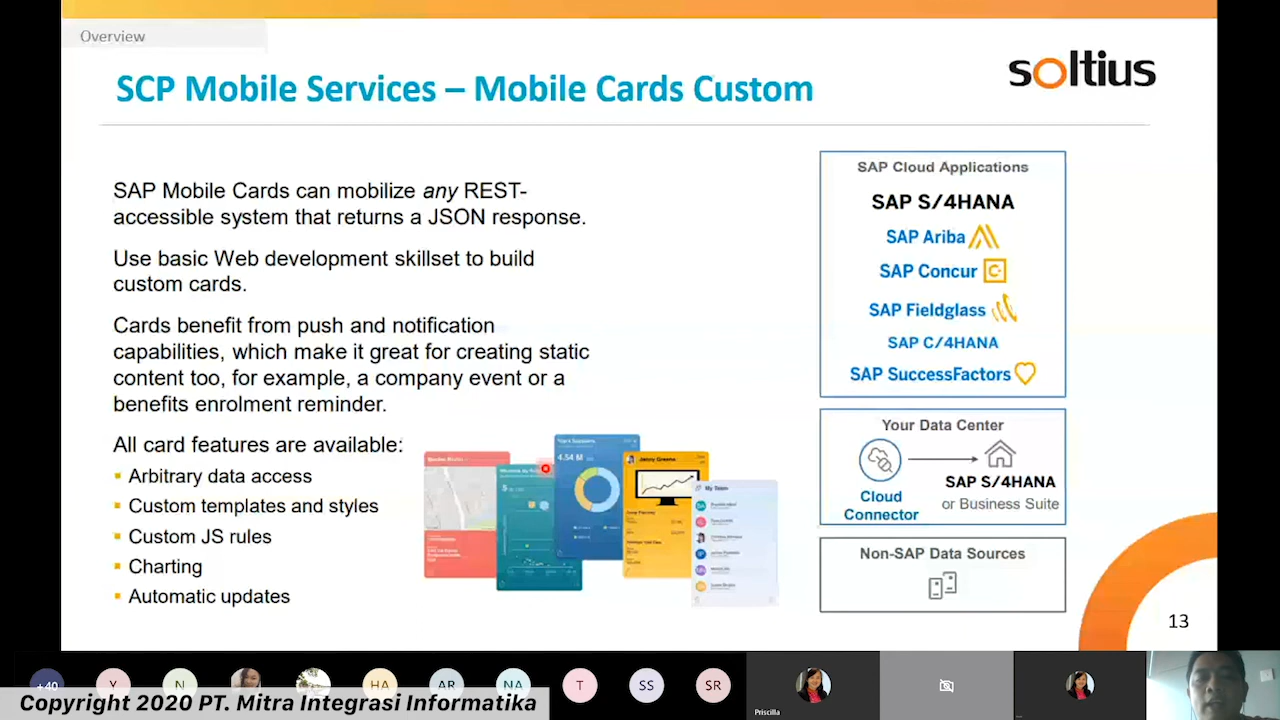 Overview
soltius
SCP Mobile Services – Mobile Cards Custom
SAP Mobile Cards can mobilize any REST-
accessible system that returns a JSON response.
Use basic Web development skillset to build
custom cards.
Cards benefit from push and notification
capabilities, which make it great for creating static
content too, for example, a company event or a
benefits enrolment reminder.
All card features are available:
Arbitrary data access
Custom templates and styles
Custom JS rules
Charting
Automatic updates
4.54 M
Jenny Greene
My Team
SAP Cloud Applications
SAP S/4HANA
SAP Ariba
SAP Concur
SAP Fieldglass
SAP C/4HANA
SAP SuccessFactors
Your Data Center
Cloud
Connector
SAP S/4HANA
or Business Suite
Non-SAP Data Sources
13
+40
Y
N
HA
AR
NA
T
SS
SR
Priscilla
Copyright 2020 PT. Mitra Integrasi Informatika